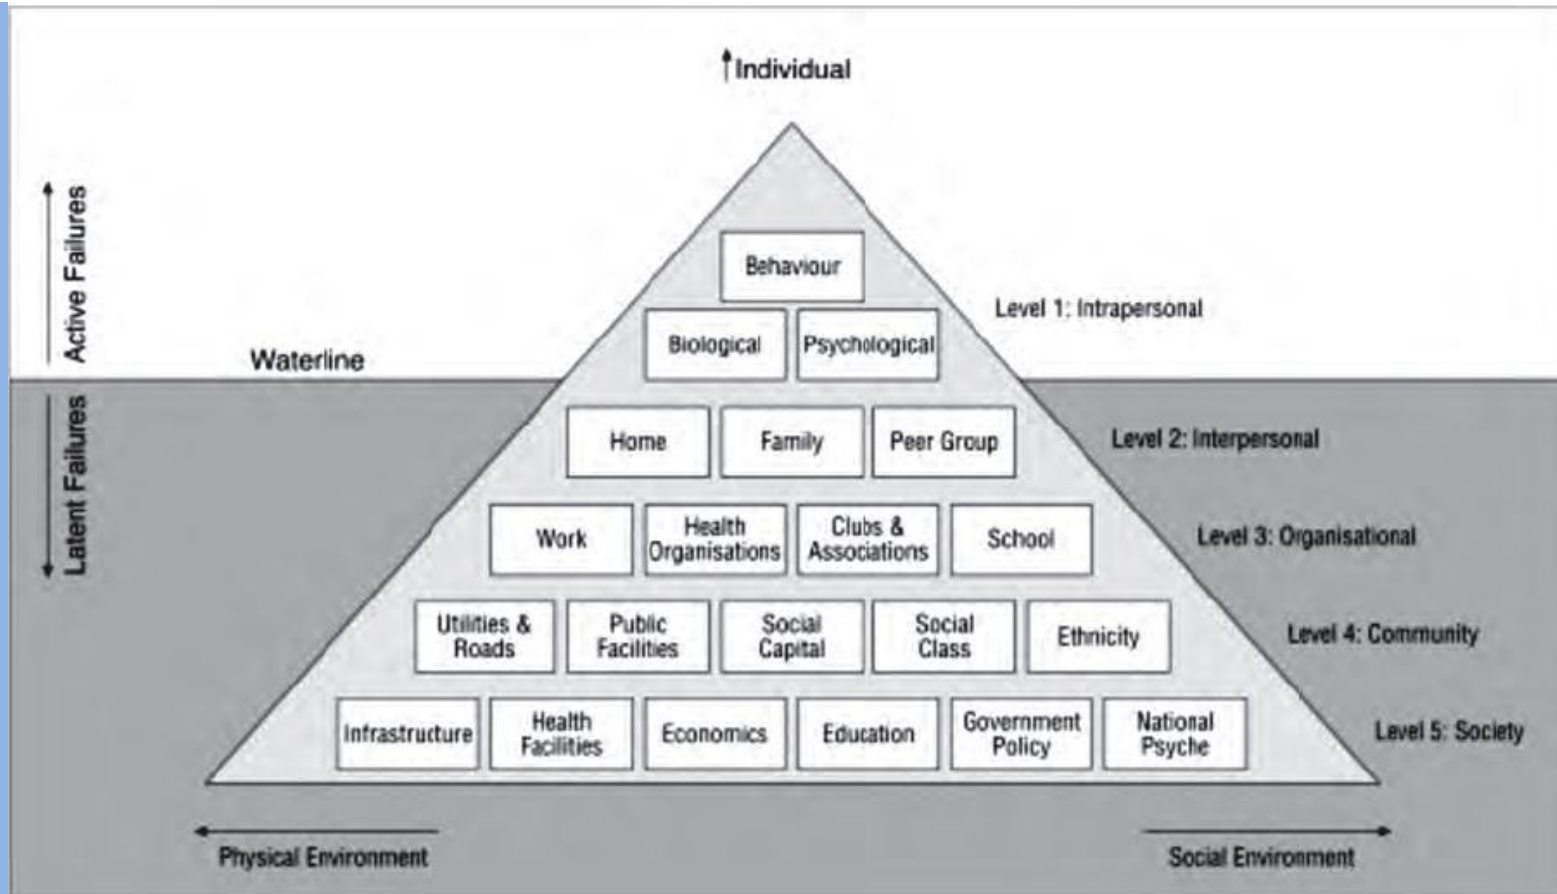 Individual
Active Failures
Behaviour
Level 1: Intrapersonal
Biological
Psychological
Waterline
Latent Failures
Home
Family
Peer Group
Level 2: Interpersonal
Work
Health
Organisations
Clubs &
Associations
School
Level 3: Organisational
Utilities &
Roads
Public
Facilities
Social
Capital
Social
Class
Ethnicity
Level 4: Community
Infrastructure
Health
Facilities
Economics
Education
Government
Policy
National
Psyche
Level 5: Society
Physical Environment
Social Environment